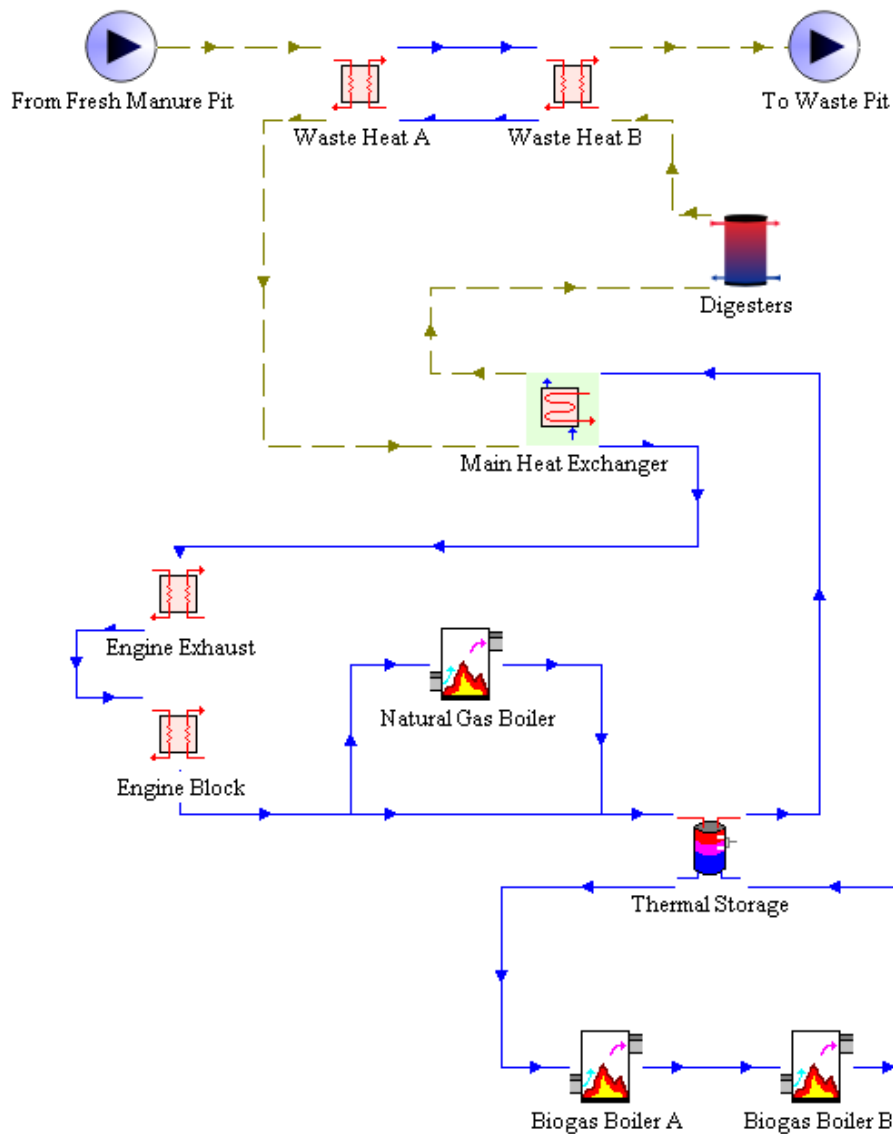 From Fresh Manure Pit
To Waste Pit
Waste Heat A
Waste Heat B
Digesters
Main Heat Exchanger
Engine Exhaust
Natural Gas Boiler
Engine Block
Thermal Storage
Biogas Boiler A
Biogas Boiler B